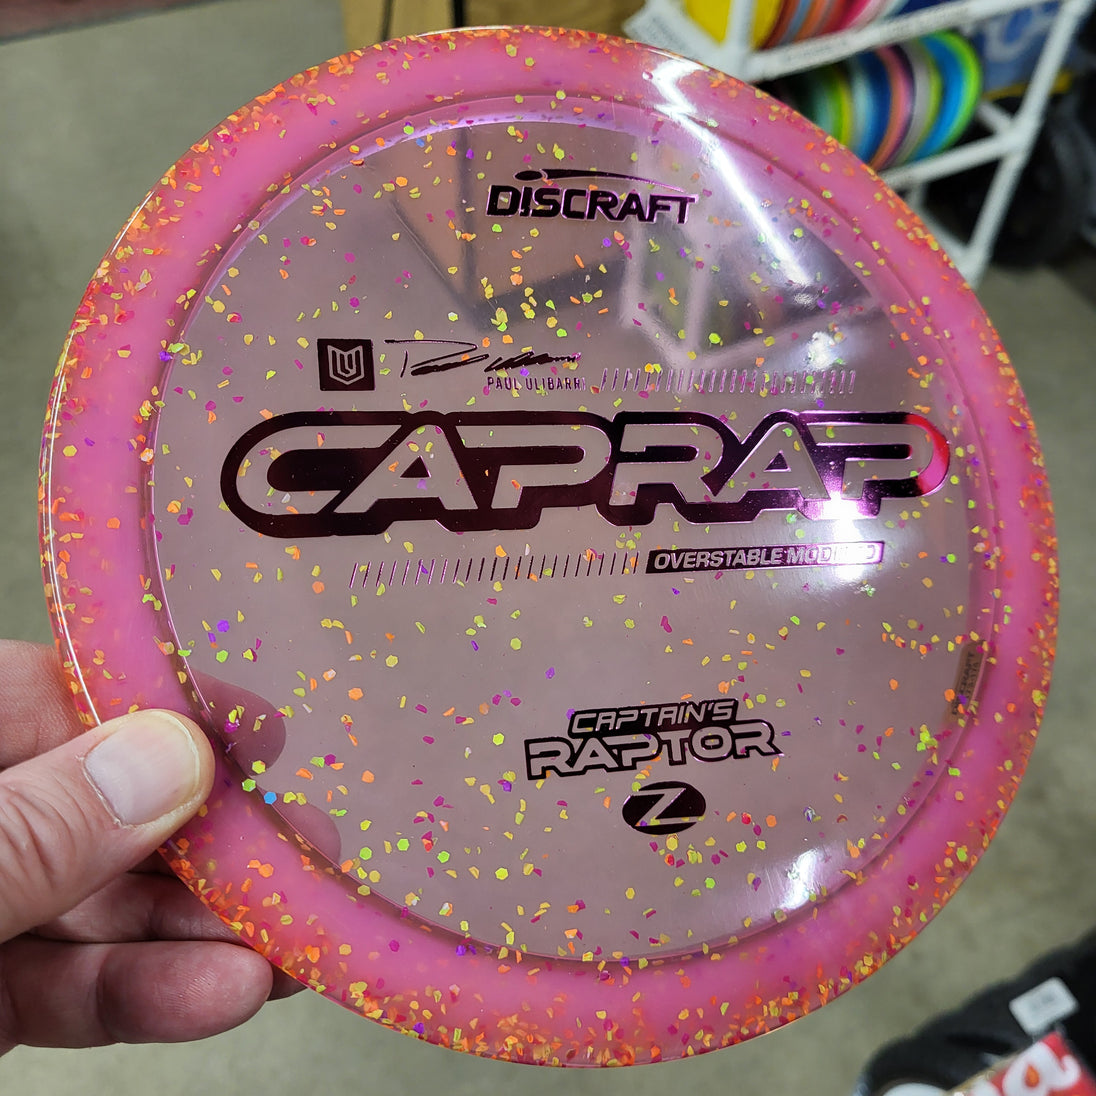 DISCRAFT
PAUL ULIBARRI
CAPRAP
OVERSTABLE MODIFIED
CAPTAIN'S
RAPTOR
Z